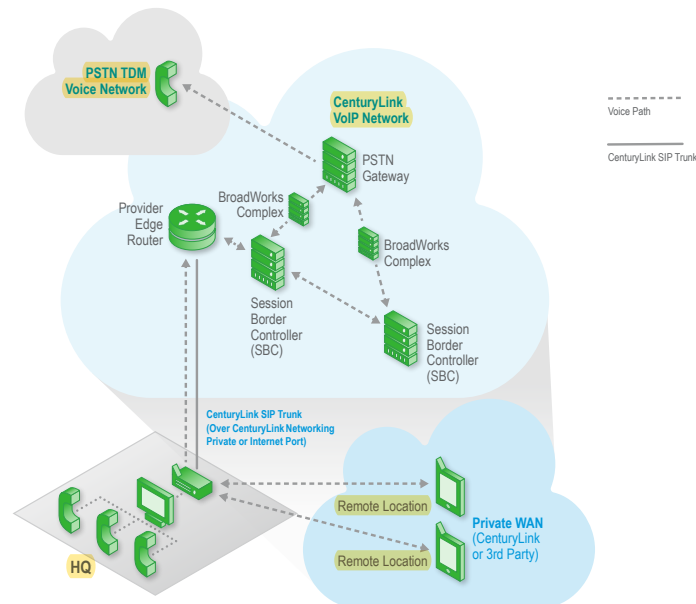 PSTN TDM
Voice Network
CenturyLink
VoIP Network
Voice Path
CenturyLink SIP Trunk
PSTN
Gateway
BroadWorks
Complex
Provider
Edge
Router
BroadWorks
Complex
Session
Border
Controller
(SBC)
Session
Border
Controller
(SBC)
CenturyLink SIP Trunk
(Over CenturyLink Networking
Private or Internet Port)
Remote Location
Private WAN
(CenturyLink
or 3rd Party)
Remote Location
HQ